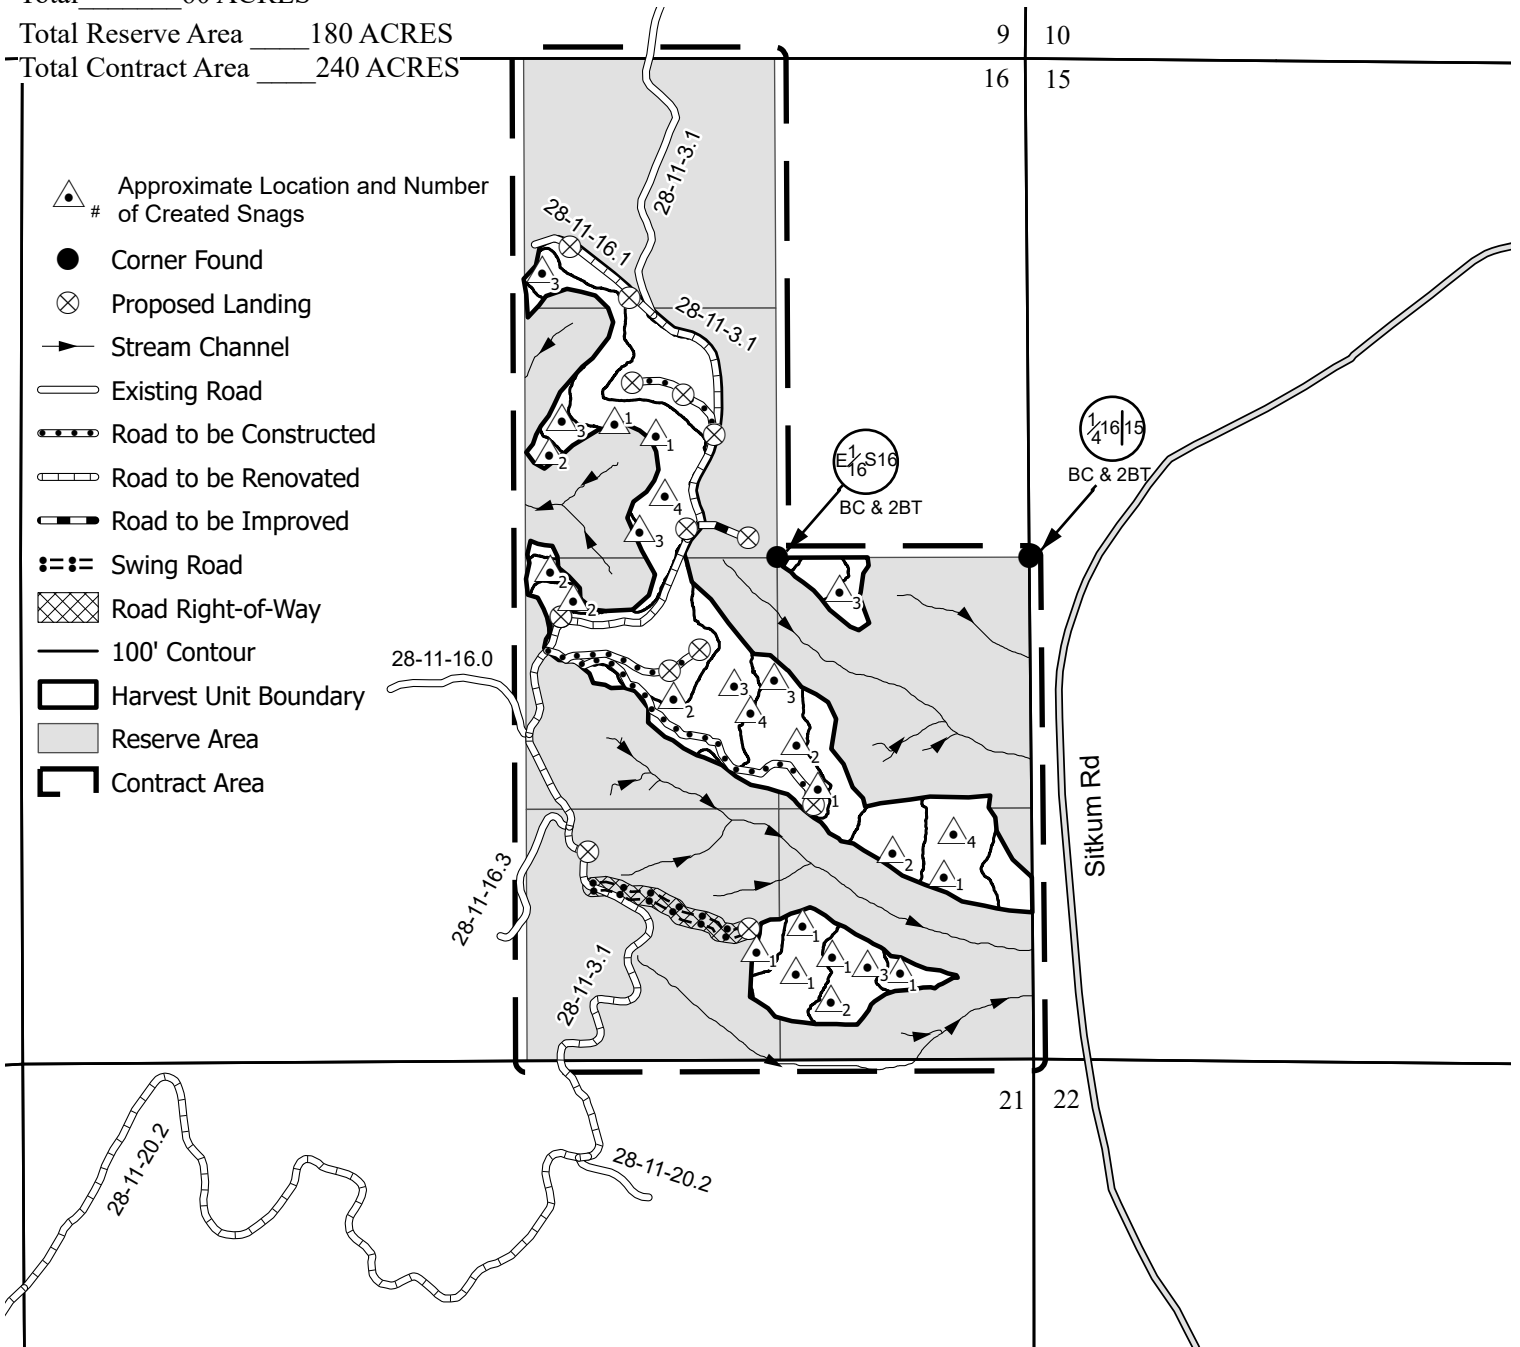 Total_______60 ACRES
Total Reserve Area ____180 ACRES
Total Contract Area ____240 ACRES
9 10
16 15
Approximate Location and Number
of Created Snags
#
Corner Found
Proposed Landing
Stream Channel
Existing Road
Road to be Constructed
Road to be Renovated
Road to be Improved
Swing Road
Road Right-of-Way
100' Contour
Harvest Unit Boundary
Reserve Area
Contract Area
28-11-3.1
28-11-16.1
28-11-3.1
3
3
1
1
2
4
3
E 1/16 S16
BC & 2BT
1/4 16|15
BC & 2BT
2
2
3
28-11-16.0
3
3
2
4
2
1
Sitkum Rd
4
2
1
28-11-16.3
1
1
1
3
1
1
2
28-11-3.1
21 22
28-11-20.2
28-11-20.2